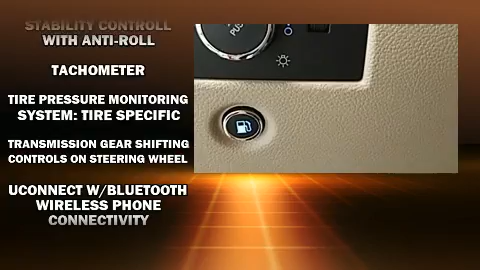 STABILITY CONTROLL
WITH ANTI-ROLL
TACHOMETER
TIRE PRESSURE MONITORING
SYSTEM: TIRE SPECIFIC
TRANSMISSION GEAR SHIFTING
CONTROLS ON STEERING WHEEL
UCONNECT W/BLUETOOTH
WIRELESS PHONE
CONNECTIVITY
PUSH